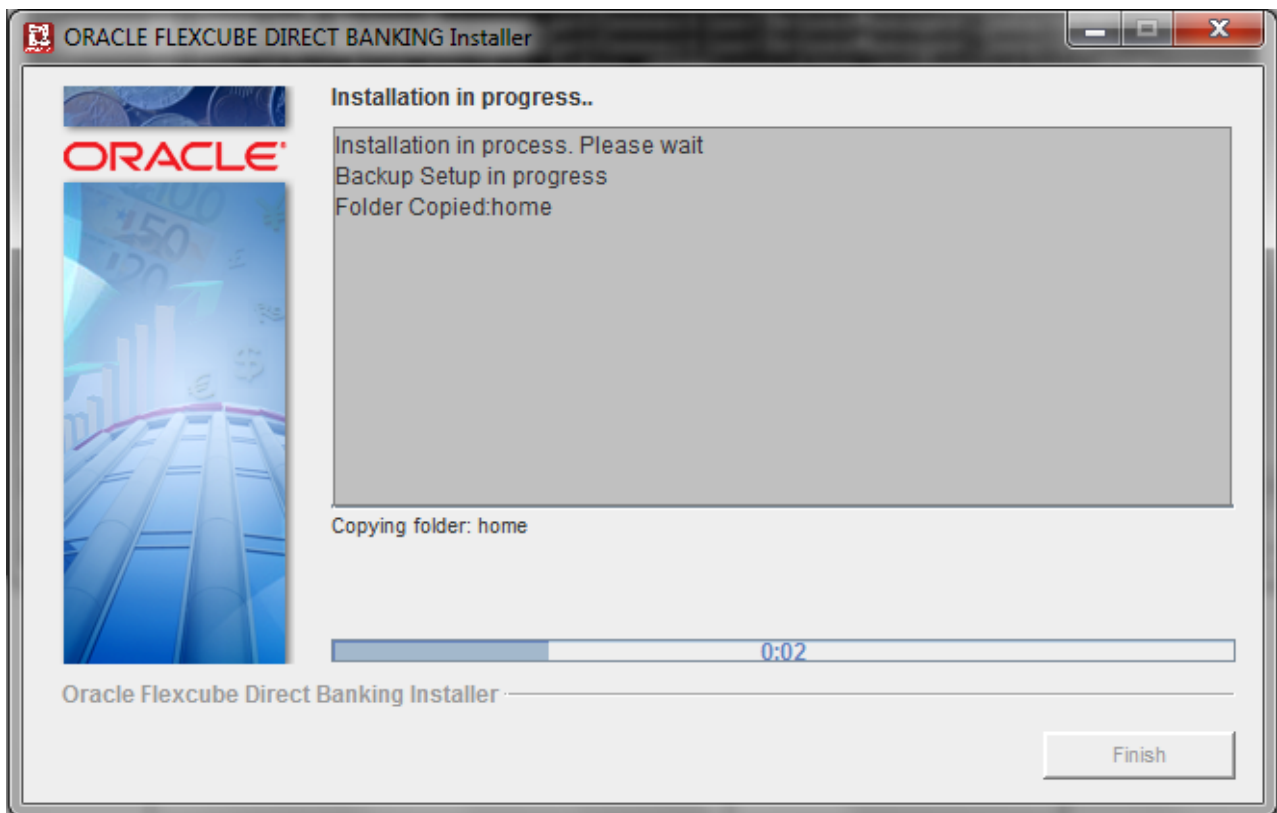 ORACLE FLEXCUBE DIRECT BANKING Installer
ORACLE
Installation in progress..
Installation in process. Please wait
Backup Setup in progress
Folder Copied:home
Copying folder: home
0:02
Oracle Flexcube Direct Banking Installer
Finish